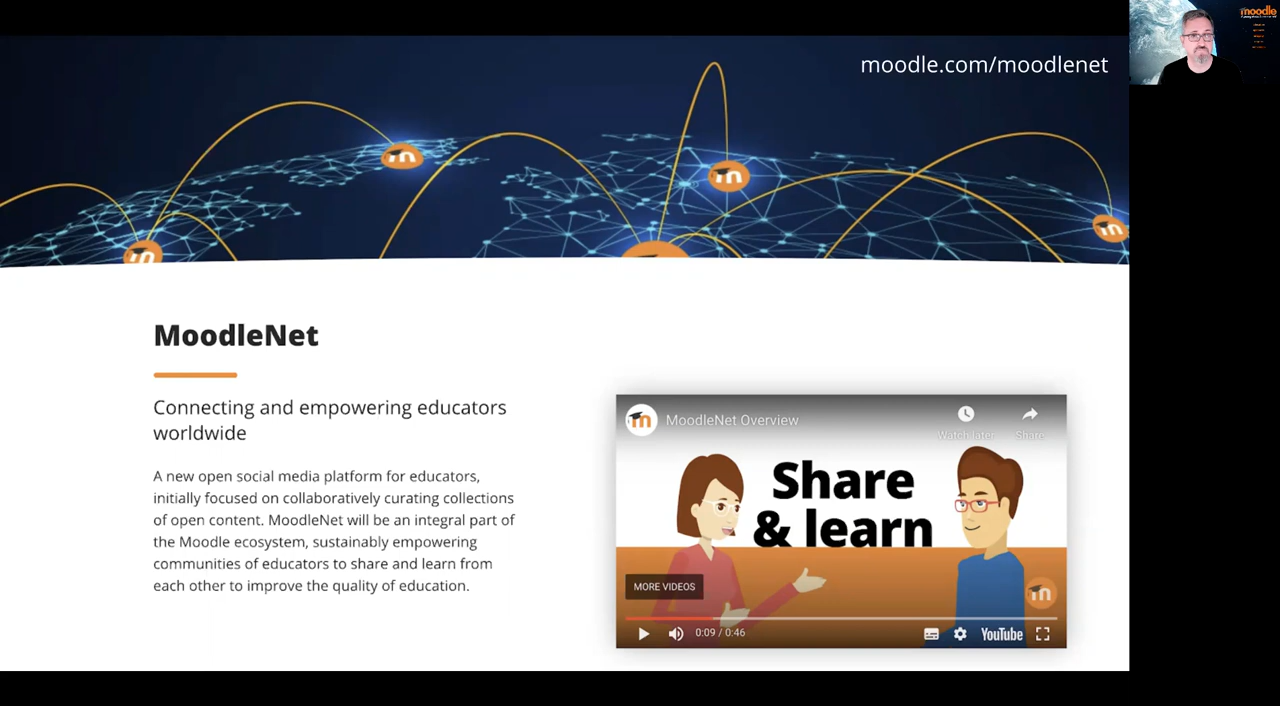 moodle.com/moodlenet
moodle
MoodleNet
Connecting and empowering educators
worldwide
A new open social media platform for educators,
initially focused on collaboratively curating collections
of open content. MoodleNet will be an integral part of
the Moodle ecosystem, sustainably empowering
communities of educators to share and learn from
each other to improve the quality of education.
m
MoodleNet Overview
Watch later
Share
Share
& learn
MORE VIDEOS
m
0:09 / 0:46
YouTube